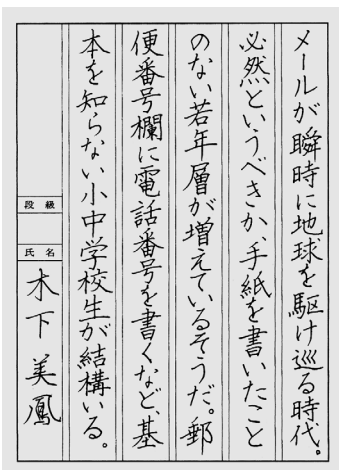 メールが瞬時に地球を駆け巡る時代。
必然というべきか、手紙を書いたこと
のない若年層が増えているそうだ。郵
便番号欄に電話番号を書くなど、基
本を知らない小中学校生が結構いる。
段級
氏名
木下美鳳